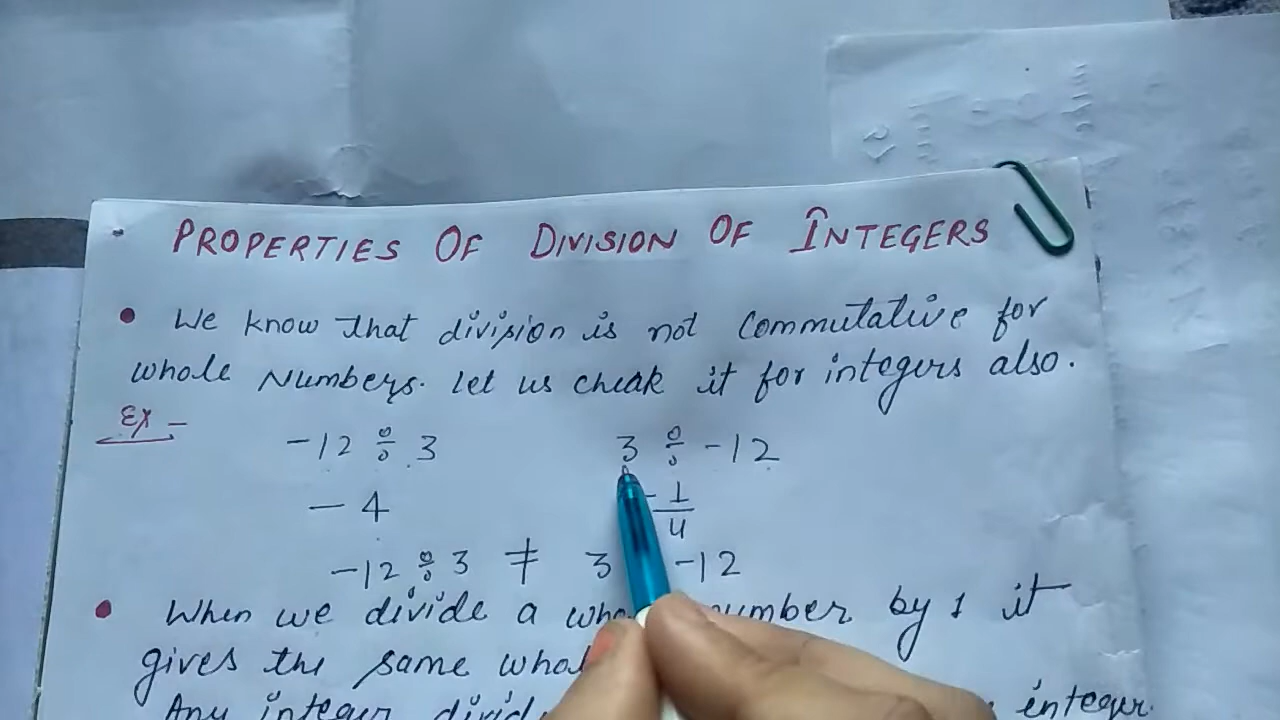 PROPERTIES OF DIVISION OF INTEGERS
• We know that division is not Commutative for
whole Numbers. let us cheak it for integers also.
Ex -
-12 ÷ 3 3 ÷ -12
- 4 - 1/4
-12 ÷ 3 ≠ 3 -12
• When we divide a number by 1 it
gives the same
Any integer integer.